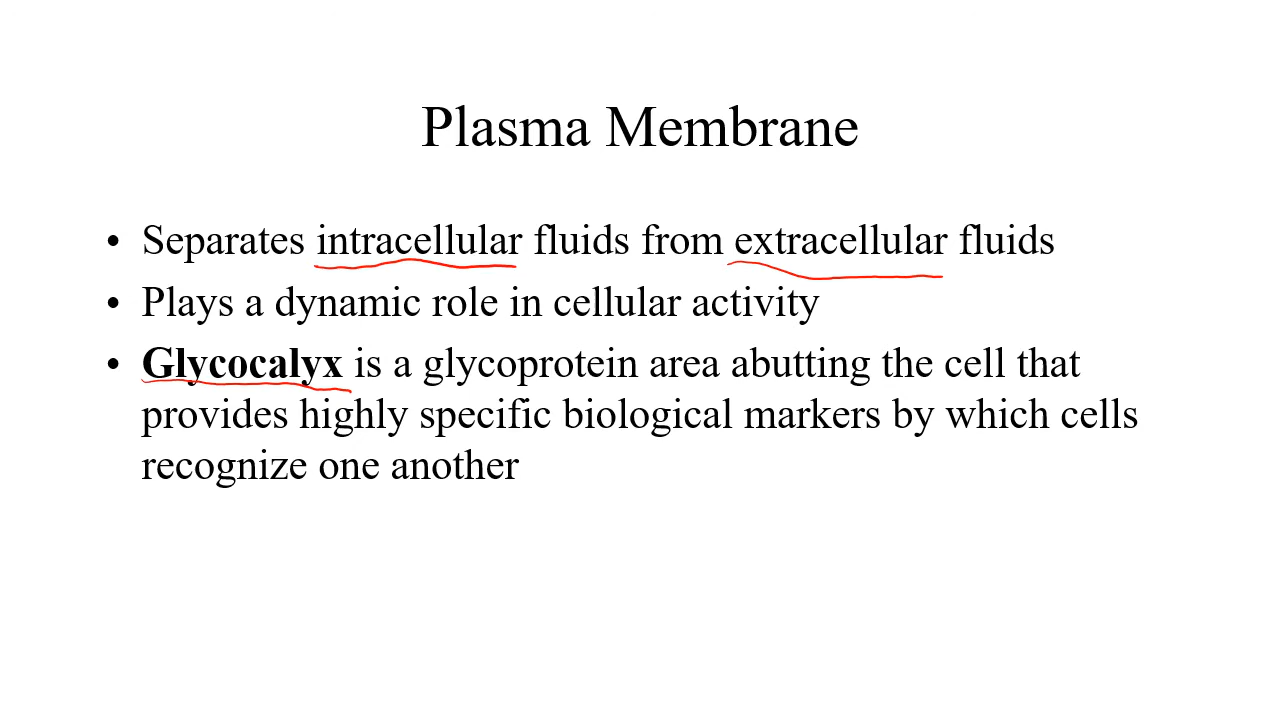 Plasma Membrane
• Separates intracellular fluids from extracellular fluids
• Plays a dynamic role in cellular activity
• Glycocalyx is a glycoprotein area abutting the cell that
provides highly specific biological markers by which cells
recognize one another